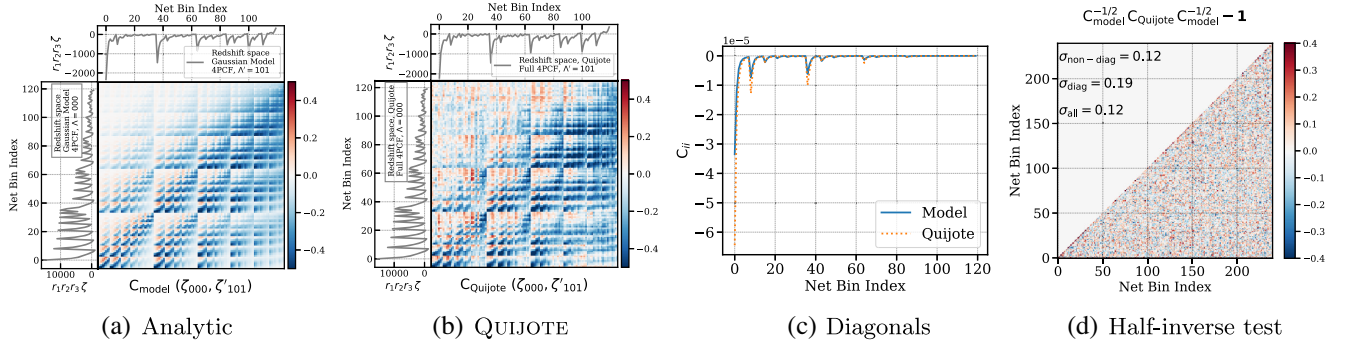 Net Bin Index
0 20 40 60 80 100
0
−1000
−2000
r₁r₂r₃ ζ
Redshift space
Gaussian Model
4PCF, Λ′ = 101
Redshift space
Gaussian Model
4PCF, Λ = 000
Net Bin Index
120
100
80
60
40
20
0
10000 0
r₁r₂r₃ ζ
0.4
0.2
0.0
−0.2
−0.4
C_model (ζ₀₀₀, ζ′₁₀₁)
(a) Analytic
Net Bin Index
0 20 40 60 80 100
0
−1000
−2000
r₁r₂r₃ ζ
Redshift space, Quijote
Full 4PCF, Λ′ = 101
Redshift space, Quijote
Full 4PCF, Λ = 000
Net Bin Index
120
100
80
60
40
20
0
10000 0
r₁r₂r₃ ζ
0.4
0.2
0.0
−0.2
−0.4
C_Quijote (ζ₀₀₀, ζ′₁₀₁)
(b) QUIJOTE
1e−5
0
−1
−2
−3
−4
−5
−6
C_ii
Model
Quijote
0 20 40 60 80 100 120
Net Bin Index
(c) Diagonals
C_model^{-1/2} C_Quijote C_model^{-1/2} − 1
σ_non−diag = 0.12
σ_diag = 0.19
σ_all = 0.12
Net Bin Index
200
150
100
50
0
0 50 100 150 200
Net Bin Index
0.4
0.3
0.2
0.1
0.0
−0.1
−0.2
−0.3
−0.4
(d) Half-inverse test